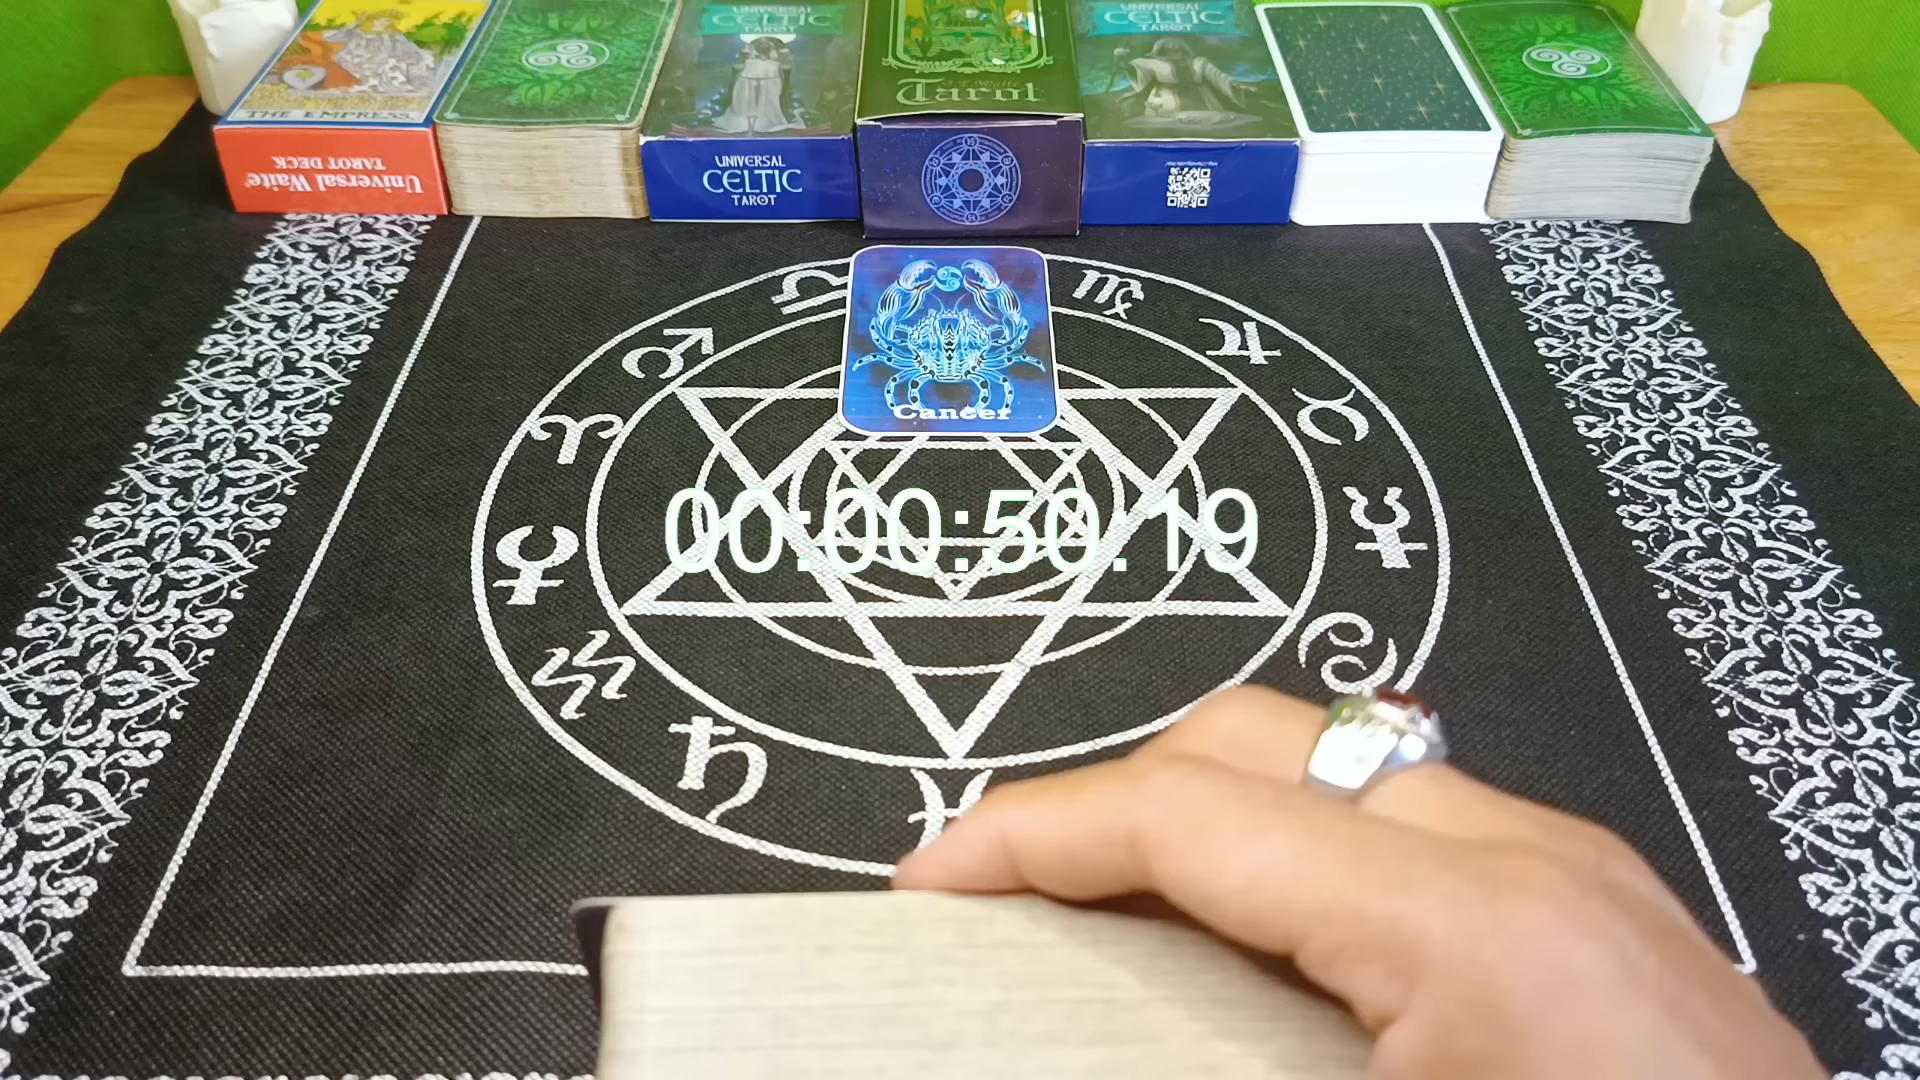 THE EMPRESS
Universal Waite®
TAROT DECK
UNIVERSAL
CELTIC
TAROT
UNIVERSAL
CELTIC
TAROT
Tarot
UNIVERSAL
CELTIC
TAROT
Cancer
00:00:50:19